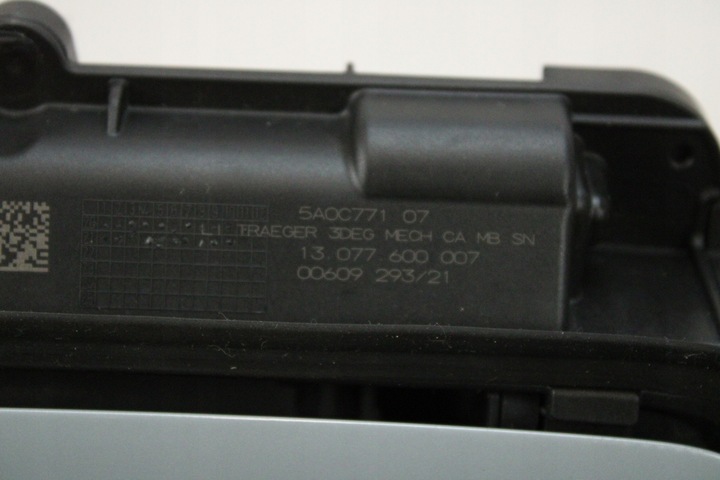 5A0C771 07
LI TRAEGER 3DEG MECH CA MB SN
13.077.600 007
00609 293/21